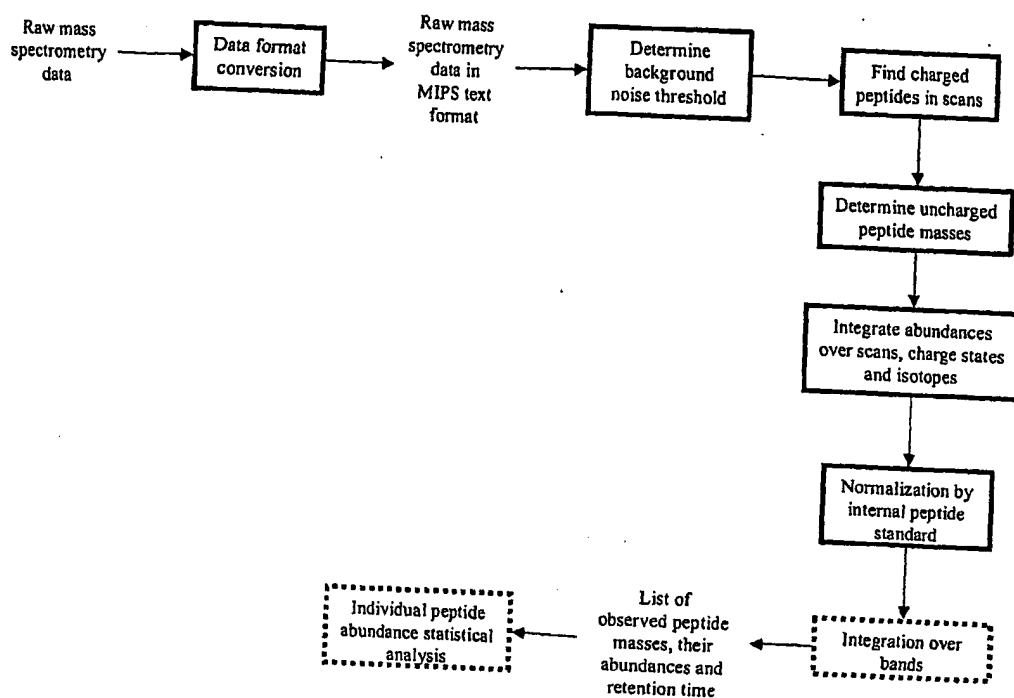 Raw mass
spectrometry
data
Data format
conversion
Raw mass
spectrometry
data in
MIPS text
format
Determine
background
noise threshold
Find charged
peptides in scans
Determine uncharged
peptide masses
Integrate abundances
over scans, charge states
and isotopes
Normalization by
internal peptide
standard
Integration over
bands
List of
observed peptide
masses, their
abundances and
retention time
Individual peptide
abundance statistical
analysis